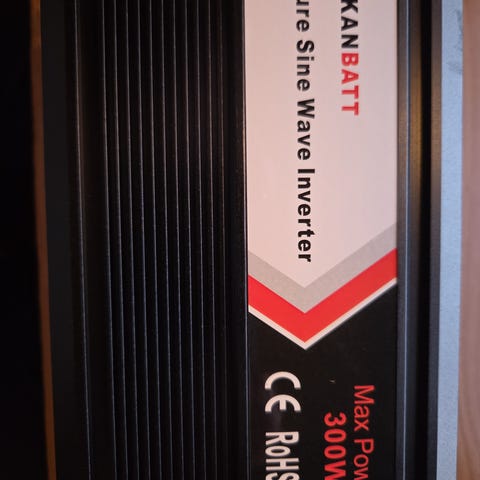 KANBATT
ure Sine Wave Inverter
Max Pow
300W
CE RoHS